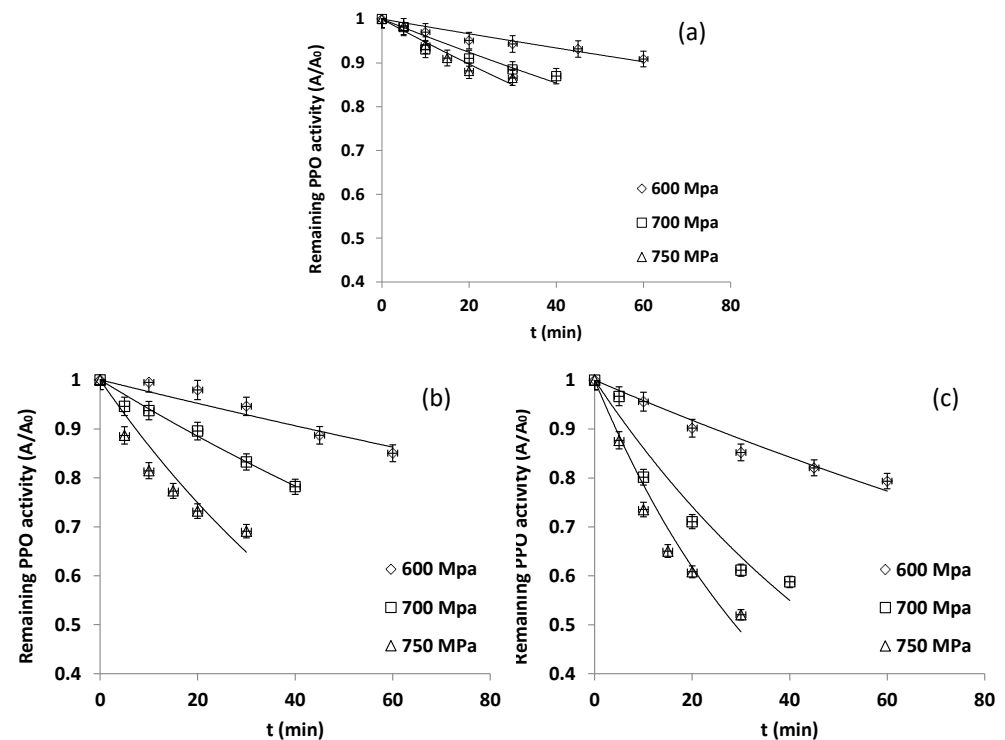 (a)
Remaining PPO activity (A/A₀)
1
0.9
0.8
0.7
0.6
0.5
0.4
600 Mpa
700 Mpa
750 MPa
0 20 40 60 80
t (min)
(b)
Remaining PPO activity (A/A₀)
1
0.9
0.8
0.7
0.6
0.5
0.4
600 Mpa
700 Mpa
750 MPa
0 20 40 60 80
t (min)
(c)
Remaining PPO activity (A/A₀)
1
0.9
0.8
0.7
0.6
0.5
0.4
600 Mpa
700 Mpa
750 MPa
0 20 40 60 80
t (min)